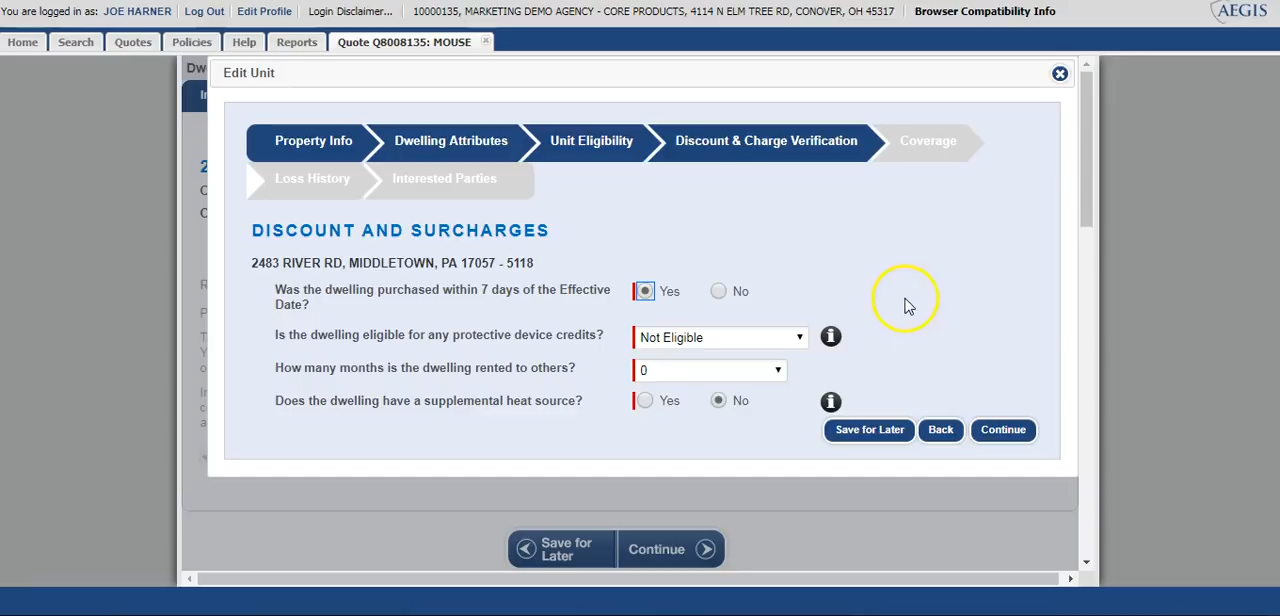 You are logged in as: JOE HARNER Log Out Edit Profile Login Disclaimer... 10000135, MARKETING DEMO AGENCY - CORE PRODUCTS, 4114 N ELM TREE RD, CONOVER, OH 45317 Browser Compatibility Info AEGIS
Home Search Quotes Policies Help Reports Quote Q8008135: MOUSE
Edit Unit
Property Info Dwelling Attributes Unit Eligibility Discount & Charge Verification Coverage
Loss History Interested Parties
DISCOUNT AND SURCHARGES
2483 RIVER RD, MIDDLETOWN, PA 17057 - 5118
Was the dwelling purchased within 7 days of the Effective Date? Yes No
Is the dwelling eligible for any protective device credits? Not Eligible
How many months is the dwelling rented to others? 0
Does the dwelling have a supplemental heat source? Yes No
Save for Later Back Continue
Save for Later Continue